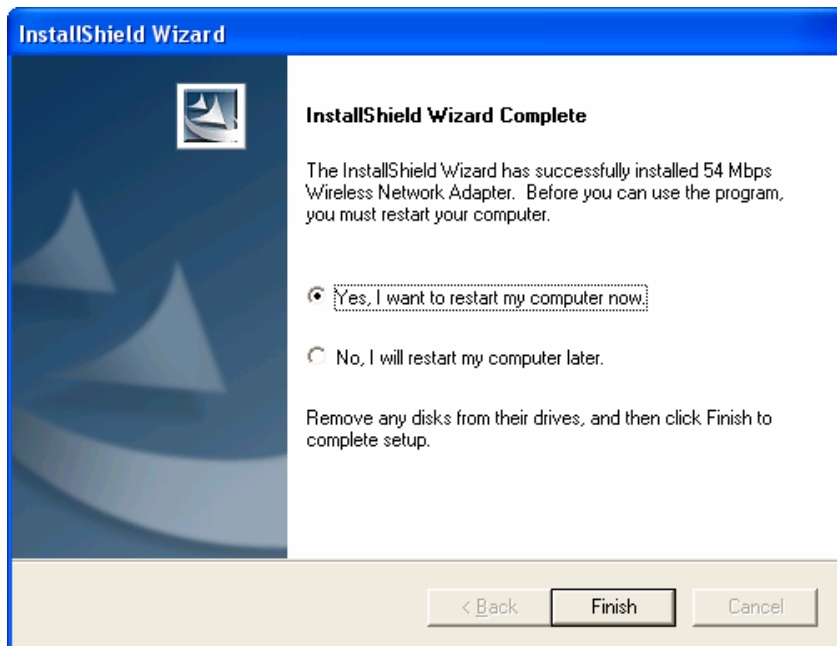 InstallShield Wizard
InstallShield Wizard Complete
The InstallShield Wizard has successfully installed 54 Mbps
Wireless Network Adapter.  Before you can use the program,
you must restart your computer.
Yes, I want to restart my computer now.
No, I will restart my computer later.
Remove any disks from their drives, and then click Finish to
complete setup.
< Back
Finish
Cancel